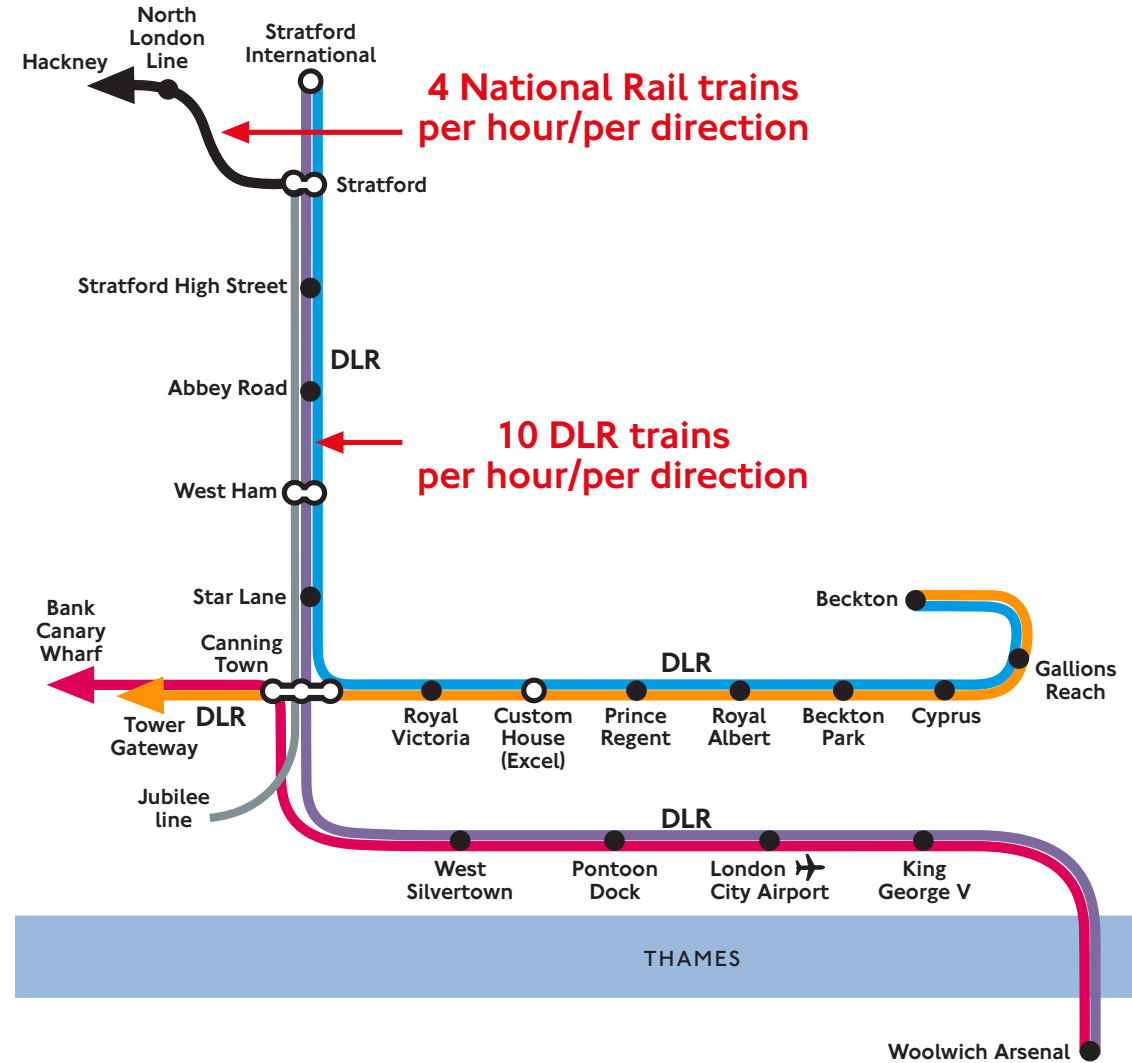 North
London
Line
Hackney
Stratford
International
4 National Rail trains
per hour/per direction
Stratford
Stratford High Street
DLR
Abbey Road
10 DLR trains
per hour/per direction
West Ham
Star Lane
Beckton
Bank
Canary
Wharf
Canning
Town
DLR
Gallions
Reach
Tower
Gateway
DLR
Royal
Victoria
Custom
House
(Excel)
Prince
Regent
Royal
Albert
Beckton
Park
Cyprus
Jubilee
line
DLR
West
Silvertown
Pontoon
Dock
London
City Airport
King
George V
THAMES
Woolwich Arsenal